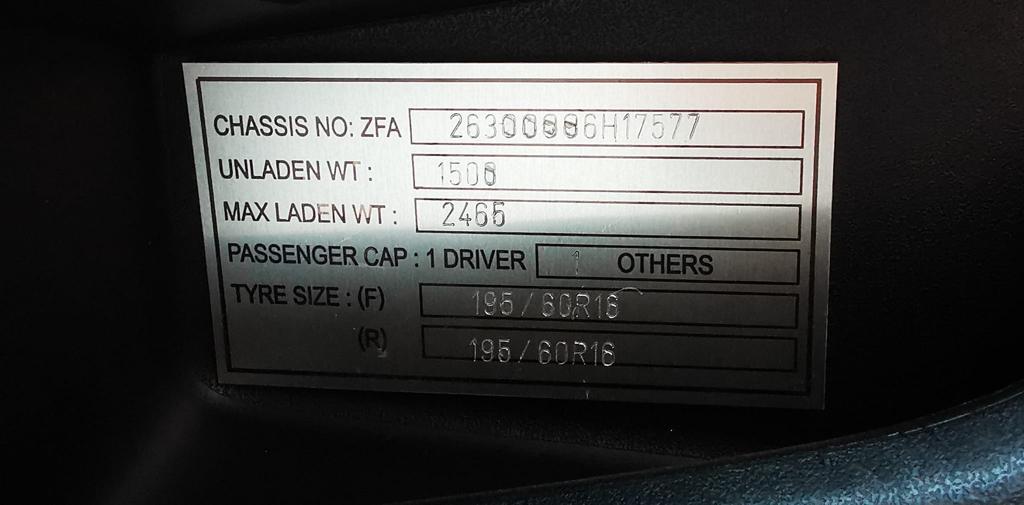 CHASSIS NO: ZFA 26300006H17577
UNLADEN WT : 1500
MAX LADEN WT : 2465
PASSENGER CAP : 1 DRIVER 1 OTHERS
TYRE SIZE : (F) 195/60R16
(R) 195/60R16